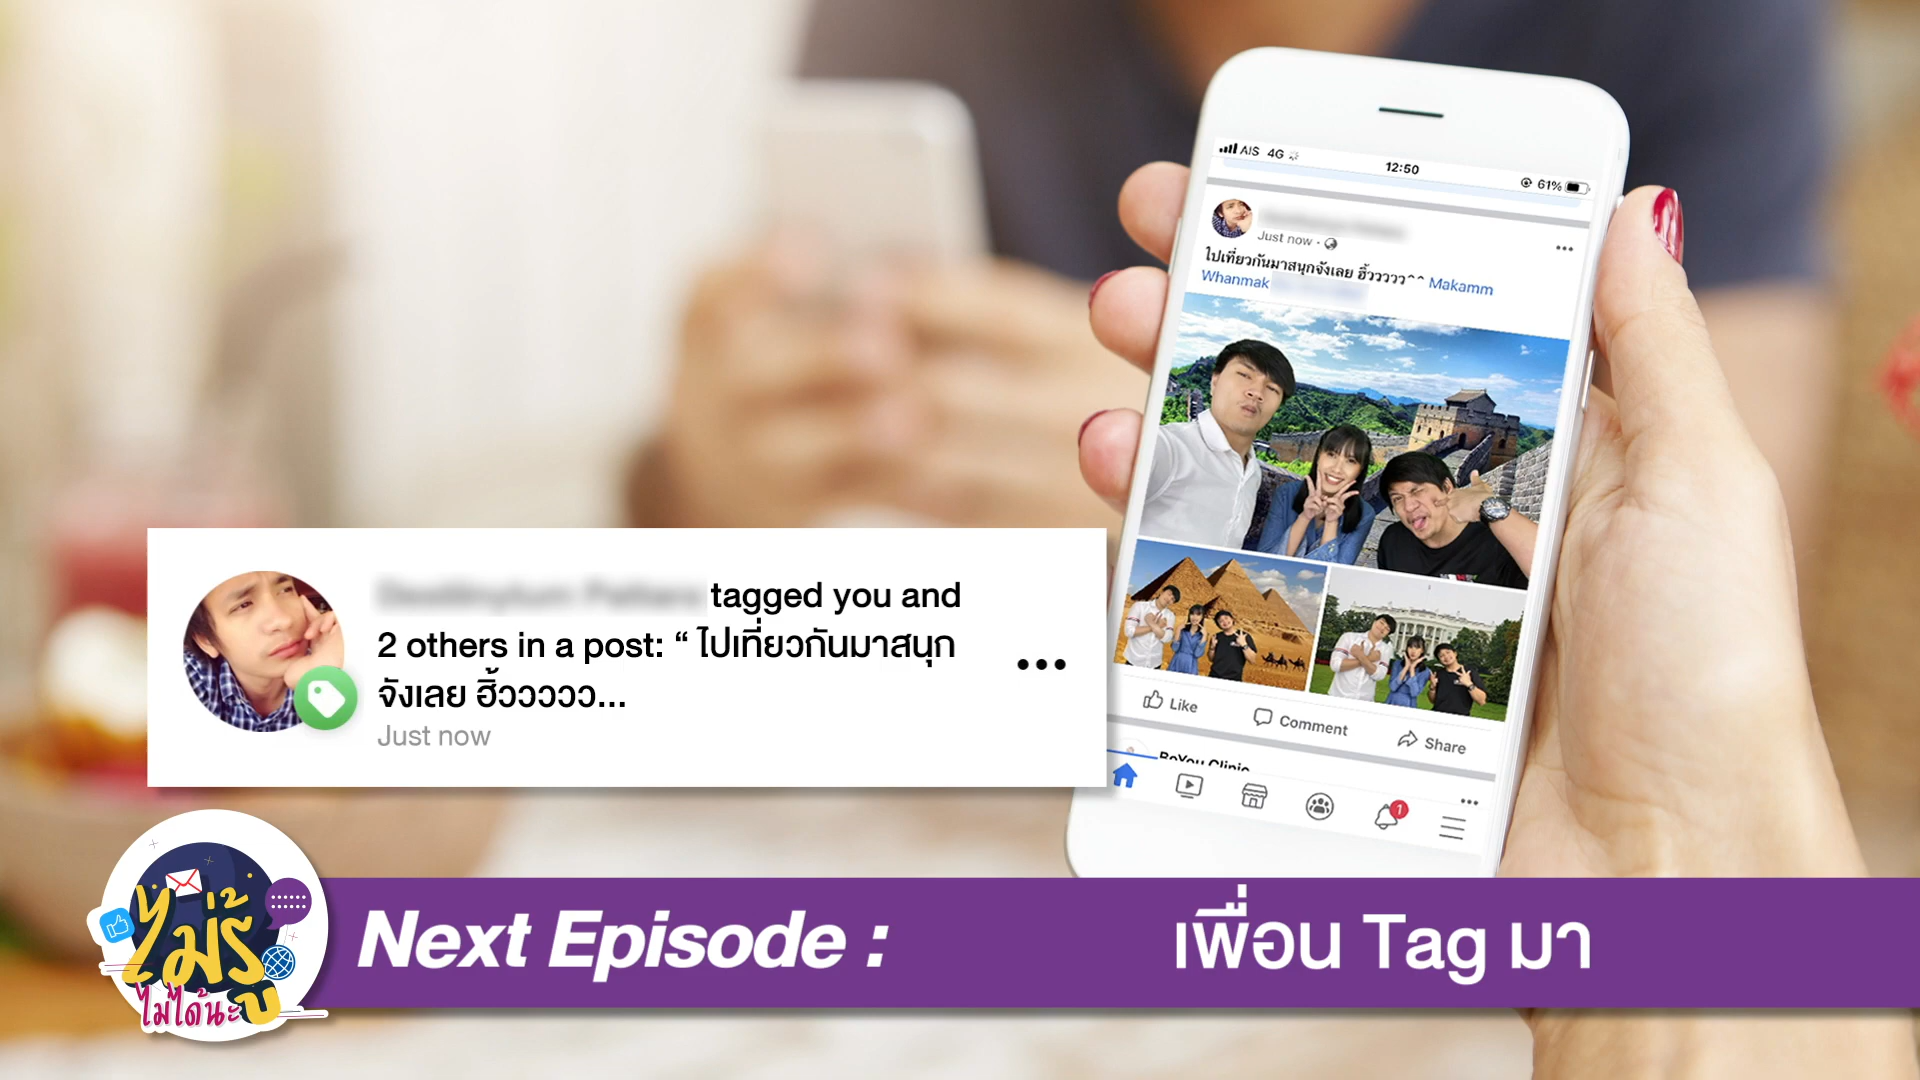 AIS 4G
12:50
61%
Just now
ไปเที่ยวกันมาสนุกจังเลย ฮิ้ววววว^^ Makamm
Whanmak
Like
Comment
Share
BeYou Clinic
1
tagged you and
2 others in a post: “ ไปเที่ยวกันมาสนุก
จังเลย ฮิ้ววววว...
Just now
ไม่รู้
ไม่ได้นะ
Next Episode : เพื่อน Tag มา